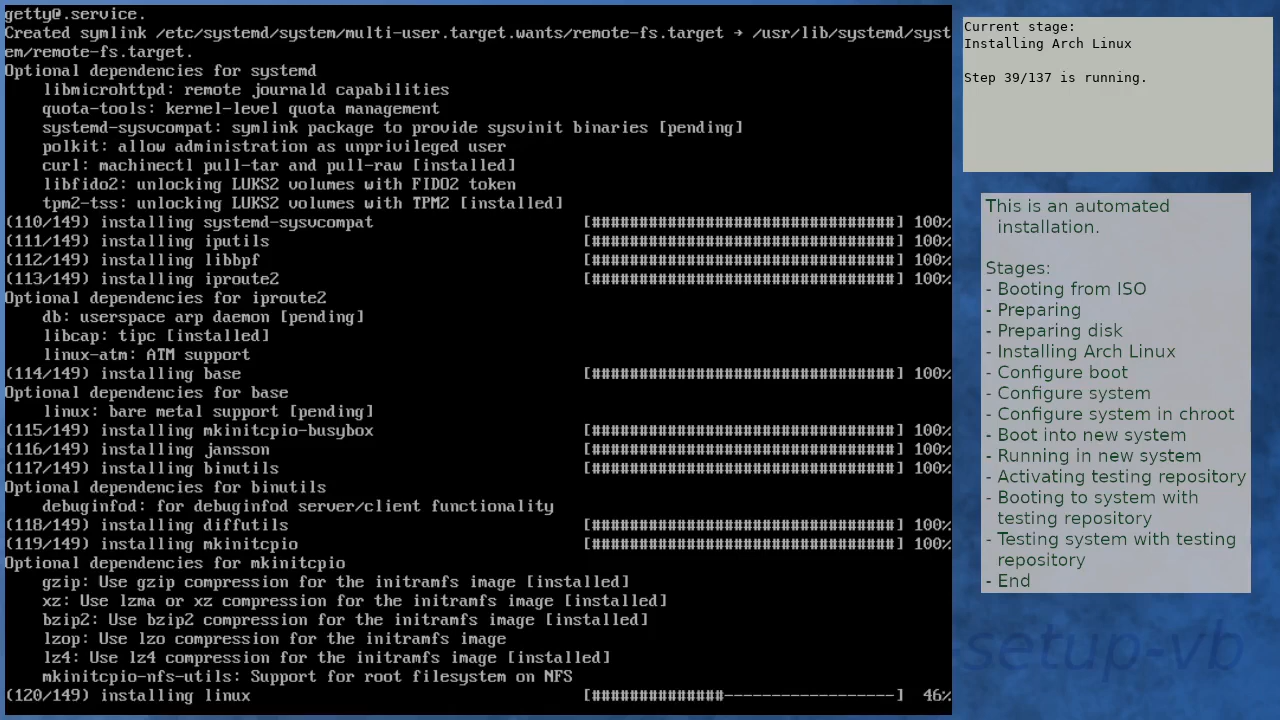 getty@.service.
Created symlink /etc/systemd/system/multi-user.target.wants/remote-fs.target → /usr/lib/systemd/syst
em/remote-fs.target.
Optional dependencies for systemd
    libmicrohttpd: remote journald capabilities
    quota-tools: kernel-level quota management
    systemd-sysvcompat: symlink package to provide sysvinit binaries [pending]
    polkit: allow administration as unprivileged user
    curl: machinectl pull-tar and pull-raw [installed]
    libfido2: unlocking LUKS2 volumes with FIDO2 token
    tpm2-tss: unlocking LUKS2 volumes with TPM2 [installed]
(110/149) installing systemd-sysvcompat [################################] 100%
(111/149) installing iputils [################################] 100%
(112/149) installing libbpf [################################] 100%
(113/149) installing iproute2 [################################] 100%
Optional dependencies for iproute2
    db: userspace arp daemon [pending]
    libcap: tipc [installed]
    linux-atm: ATM support
(114/149) installing base [################################] 100%
Optional dependencies for base
    linux: bare metal support [pending]
(115/149) installing mkinitcpio-busybox [################################] 100%
(116/149) installing jansson [################################] 100%
(117/149) installing binutils [################################] 100%
Optional dependencies for binutils
    debuginfod: for debuginfod server/client functionality
(118/149) installing diffutils [################################] 100%
(119/149) installing mkinitcpio [################################] 100%
Optional dependencies for mkinitcpio
    gzip: Use gzip compression for the initramfs image [installed]
    xz: Use lzma or xz compression for the initramfs image [installed]
    bzip2: Use bzip2 compression for the initramfs image [installed]
    lzop: Use lzo compression for the initramfs image
    lz4: Use lz4 compression for the initramfs image [installed]
    mkinitcpio-nfs-utils: Support for root filesystem on NFS
(120/149) installing linux [##############------------------] 46%
Current stage:
Installing Arch Linux
Step 39/137 is running.
This is an automated
installation.
Stages:
- Booting from ISO
- Preparing
- Preparing disk
- Installing Arch Linux
- Configure boot
- Configure system
- Configure system in chroot
- Boot into new system
- Running in new system
- Activating testing repository
- Booting to system with
testing repository
- Testing system with testing
repository
- End
-setup-vb